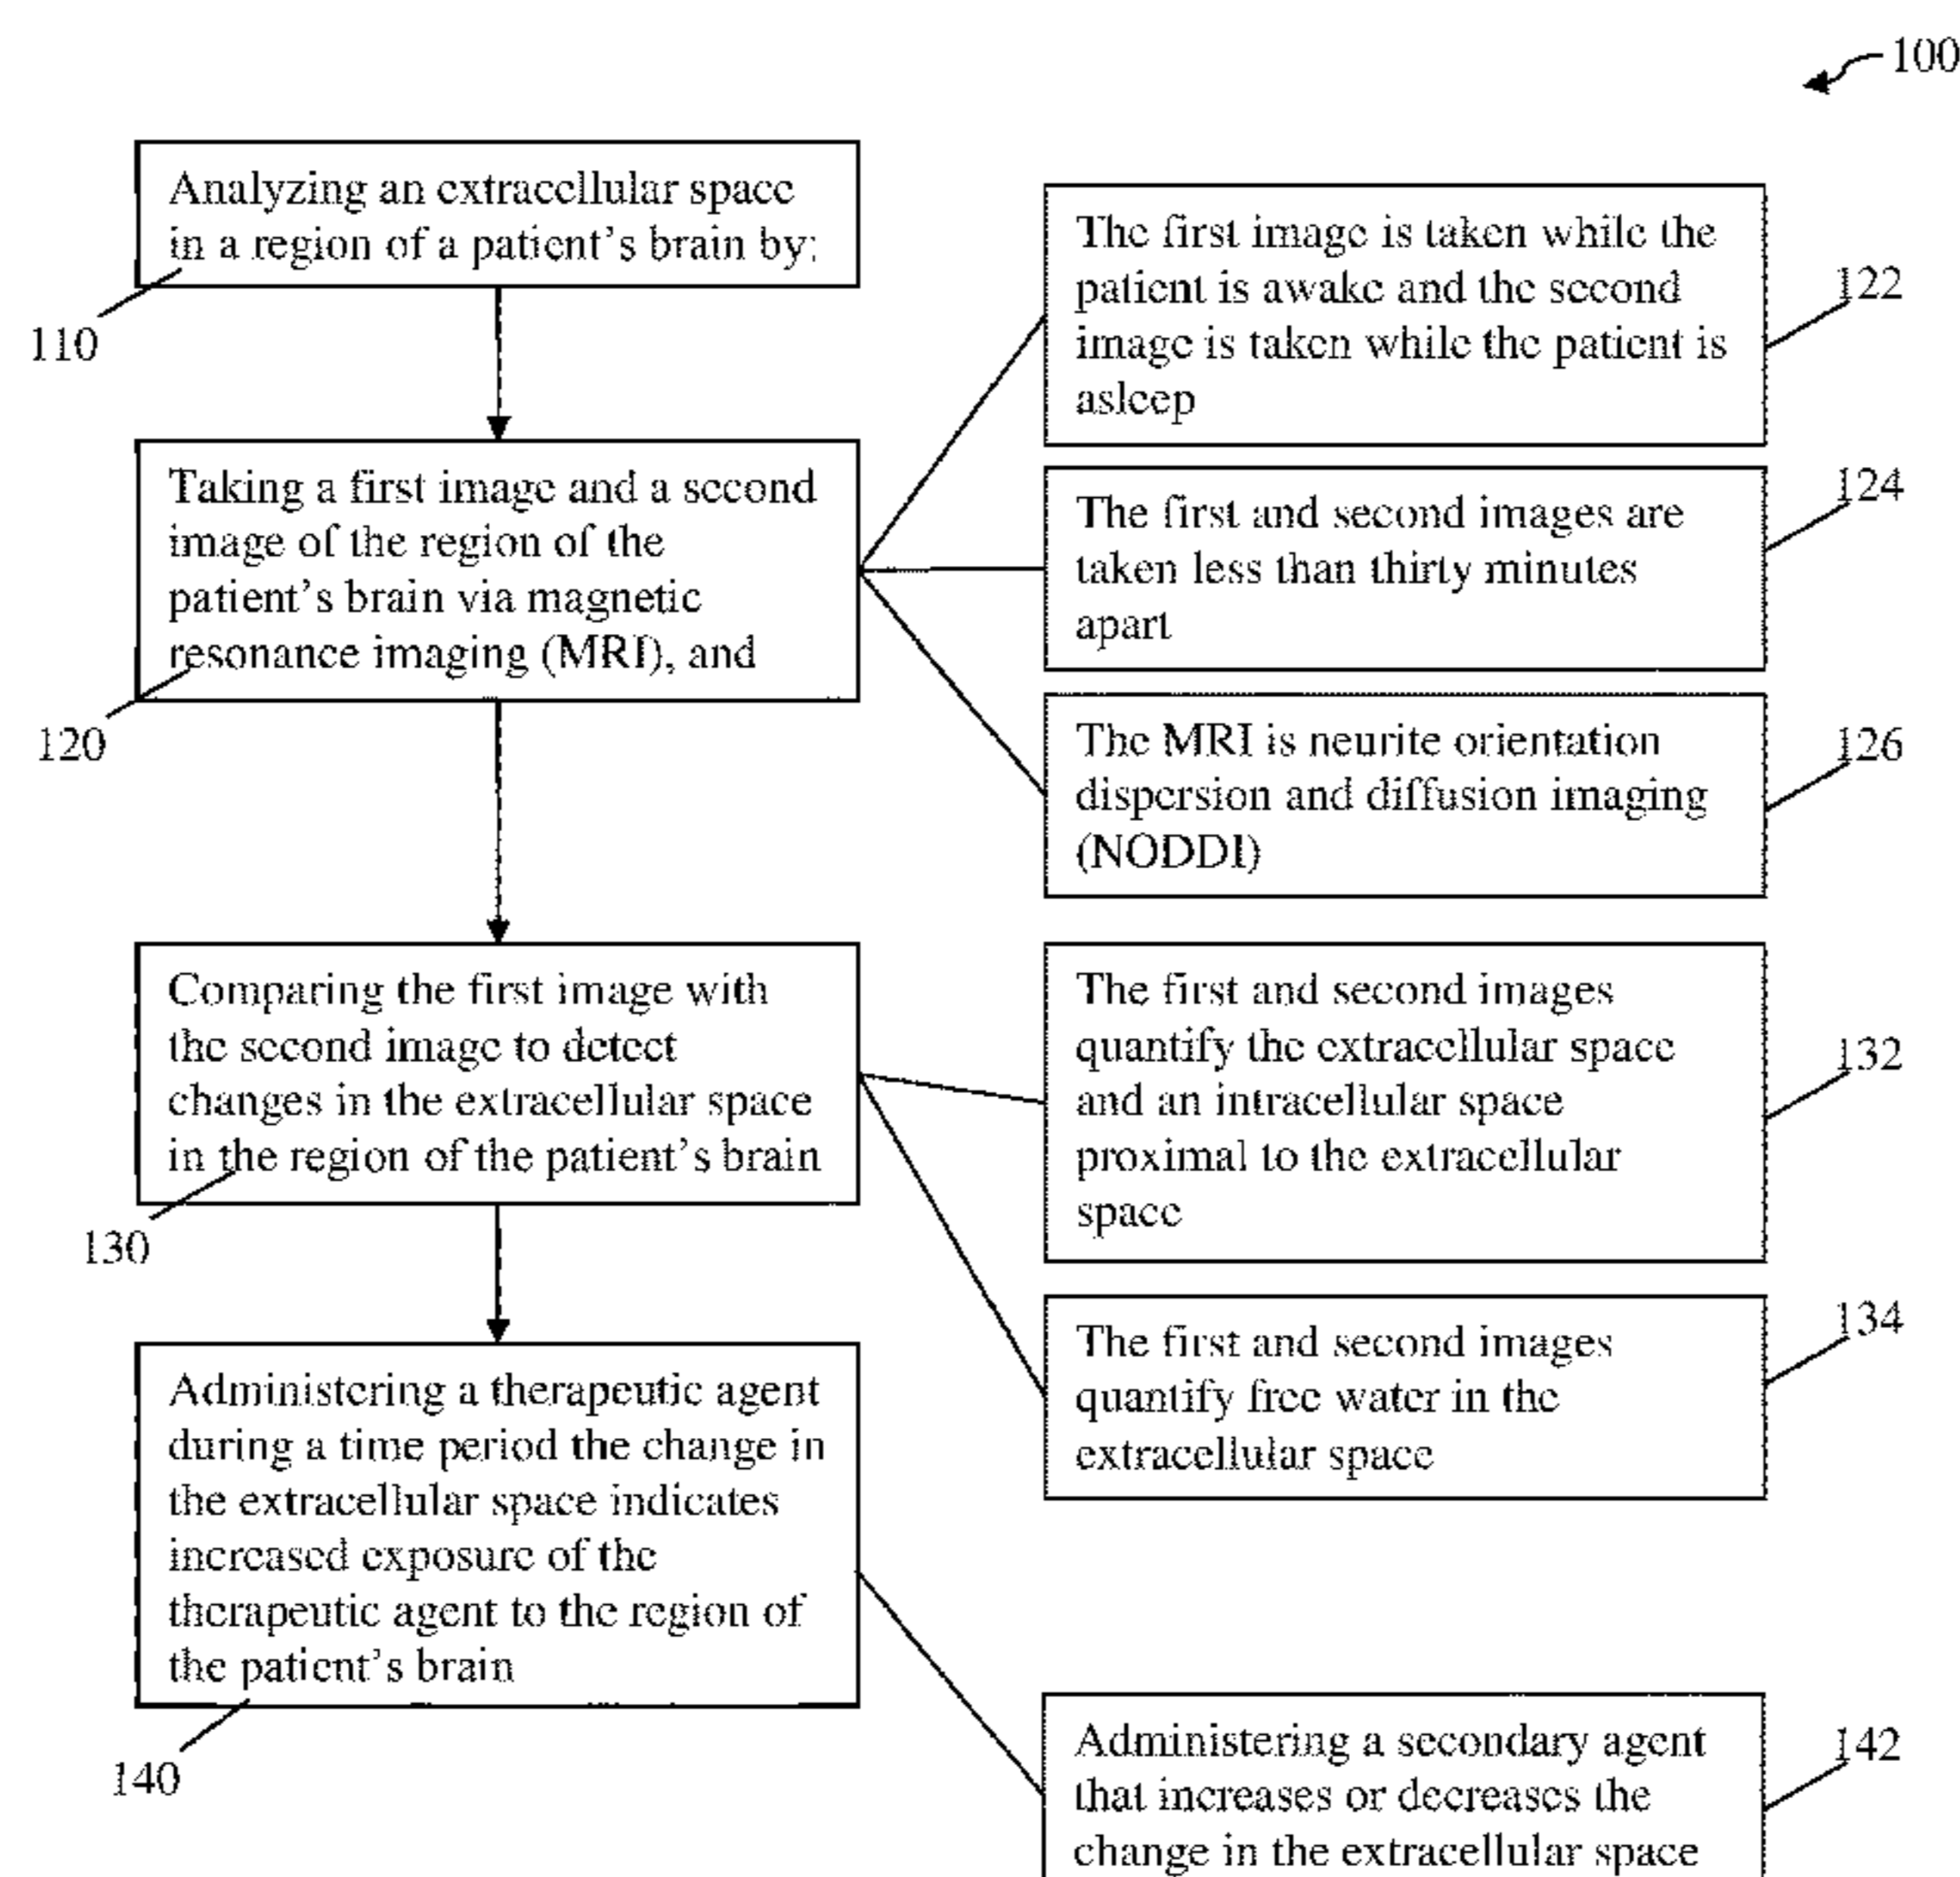 100
Analyzing an extracellular space
in a region of a patient's brain by:
110
The first image is taken while the
patient is awake and the second
image is taken while the patient is
asleep
122
Taking a first image and a second
image of the region of the
patient's brain via magnetic
resonance imaging (MRI), and
120
The first and second images are
taken less than thirty minutes
apart
124
The MRI is neurite orientation
dispersion and diffusion imaging
(NODDI)
126
Comparing the first image with
the second image to detect
changes in the extracellular space
in the region of the patient's brain
130
The first and second images
quantify the extracellular space
and an intracellular space
proximal to the extracellular
space
132
The first and second images
quantify free water in the
extracellular space
134
Administering a therapeutic agent
during a time period the change in
the extracellular space indicates
increased exposure of the
therapeutic agent to the region of
the patient's brain
140
Administering a secondary agent
that increases or decreases the
change in the extracellular space
142